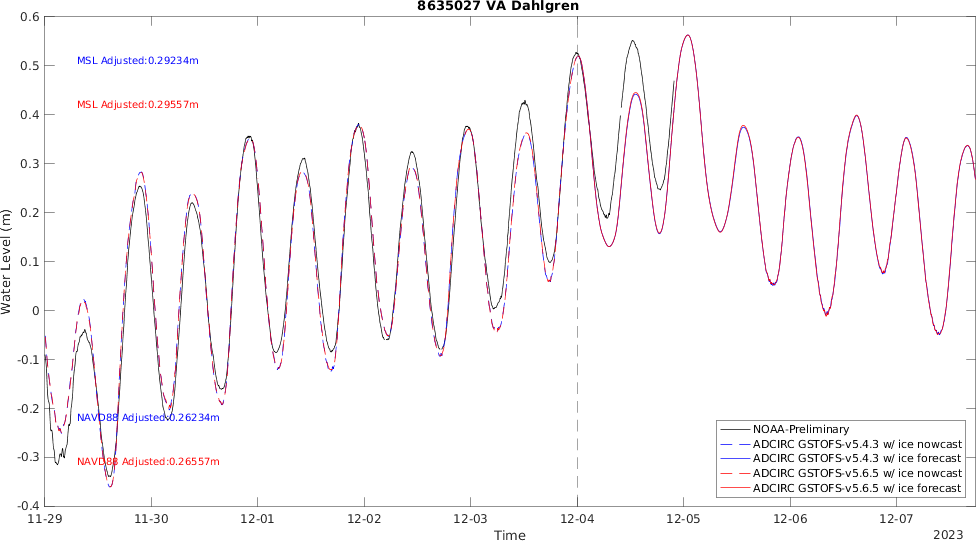 8635027 VA Dahlgren
0.6
0.5
0.4
0.3
0.2
0.1
0
-0.1
-0.2
-0.3
-0.4
Water Level (m)
MSL Adjusted:0.29234m
MSL Adjusted:0.29557m
NAVD88 Adjusted:0.26234m
NAVD88 Adjusted:0.26557m
NOAA-Preliminary
ADCIRC GSTOFS-v5.4.3 w/ ice nowcast
ADCIRC GSTOFS-v5.4.3 w/ ice forecast
ADCIRC GSTOFS-v5.6.5 w/ ice nowcast
ADCIRC GSTOFS-v5.6.5 w/ ice forecast
11-29 11-30 12-01 12-02 12-03 12-04 12-05 12-06 12-07
Time
2023